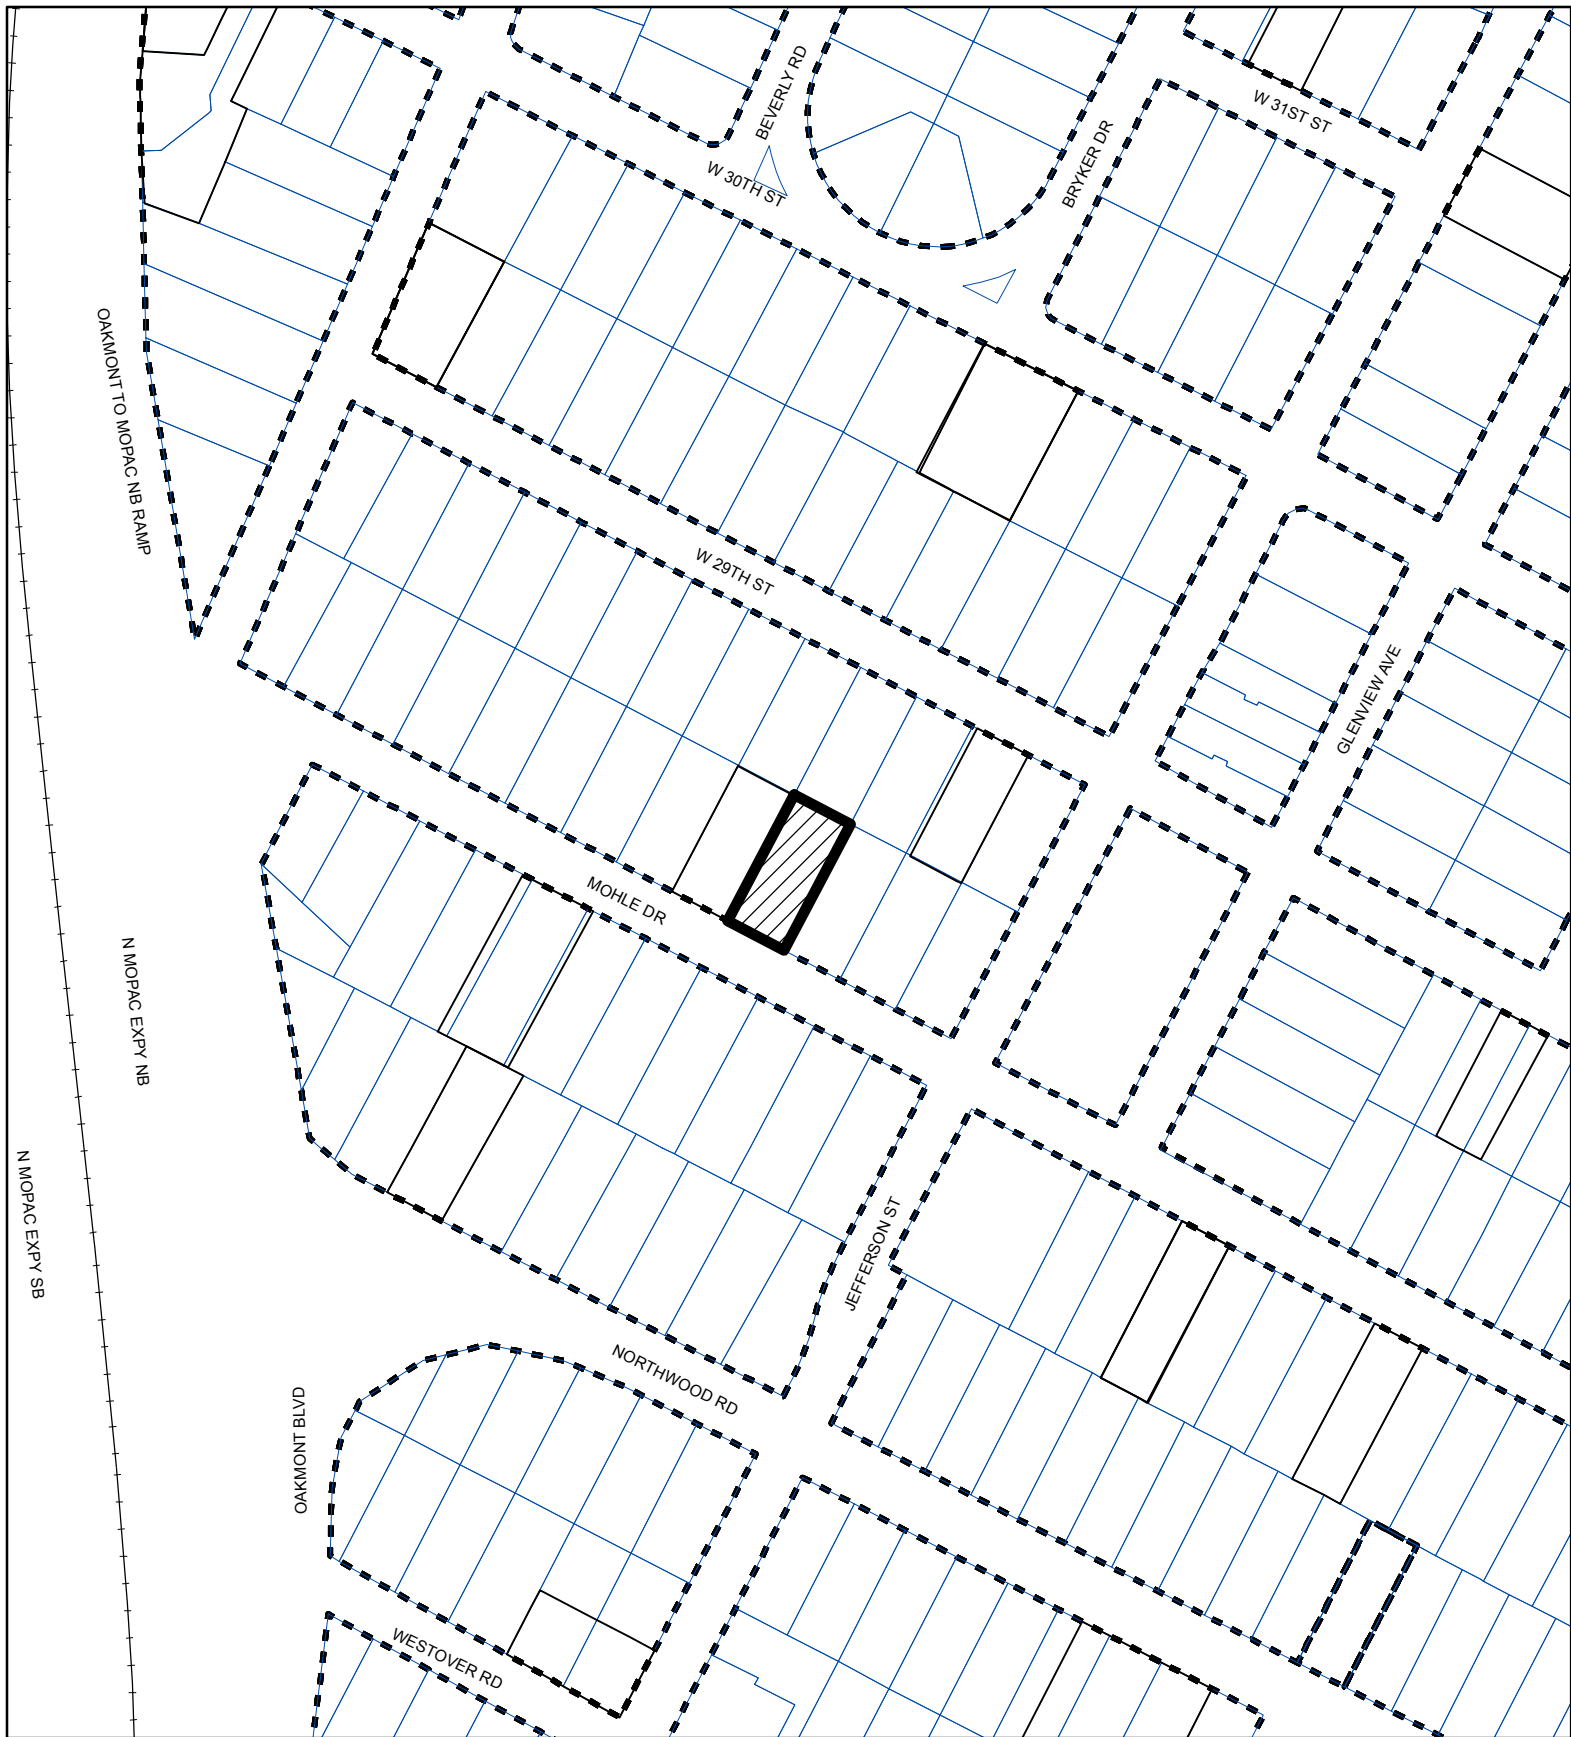 BEVERLY RD
W 31ST ST
BRYKER DR
W 30TH ST
OAKMONT TO MOPAC NB RAMP
W 29TH ST
GLENVIEW AVE
MOHLE DR
N MOPAC EXPY NB
N MOPAC EXPY SB
JEFFERSON ST
NORTHWOOD RD
OAKMONT BLVD
WESTOVER RD